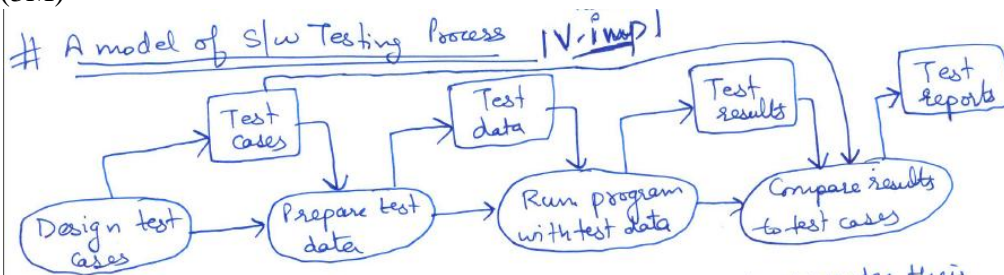 # A model of S/w Testing Process |V.imp|
Test
cases
Test
data
Test
results
Test
reports
Design test
cases
Prepare test
data
Run program
with test data
Compare results
to test cases